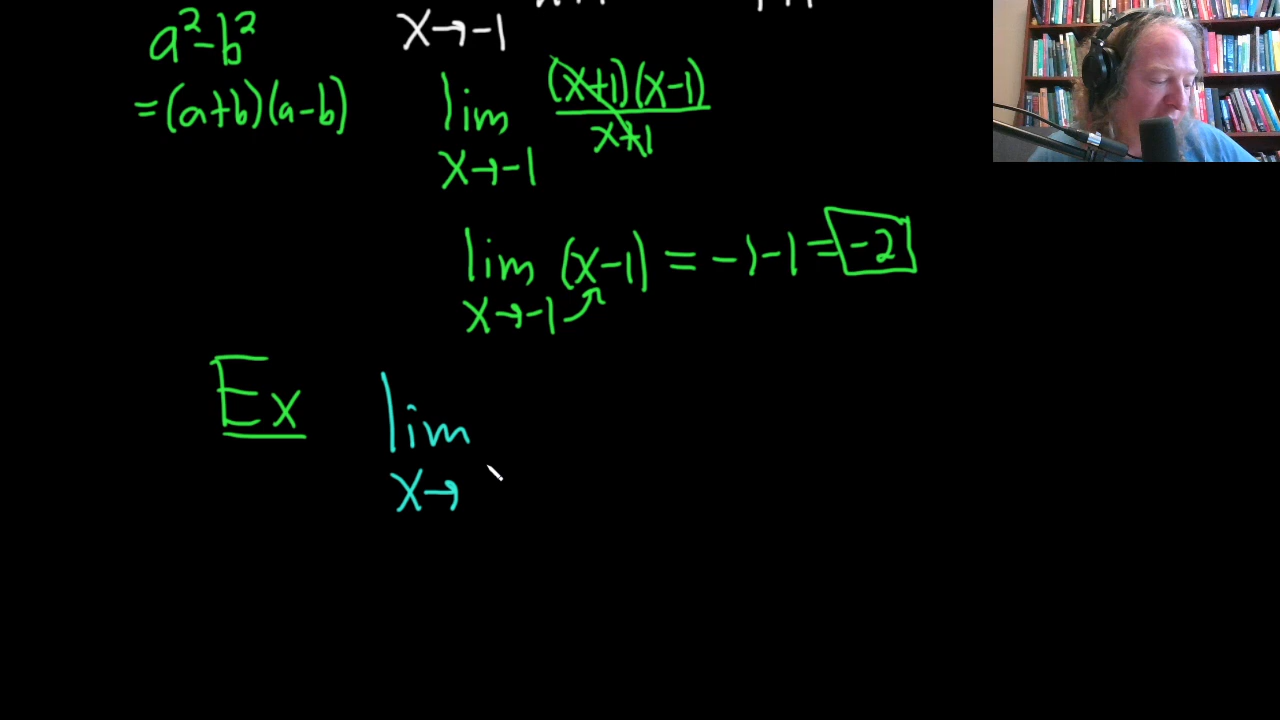 a²-b²
=(a+b)(a-b)
x→-1
lim (x+1)(x-1)
x→-1 x+1
lim (x-1) = -1-1 = -2
x→-1
Ex lim
x→